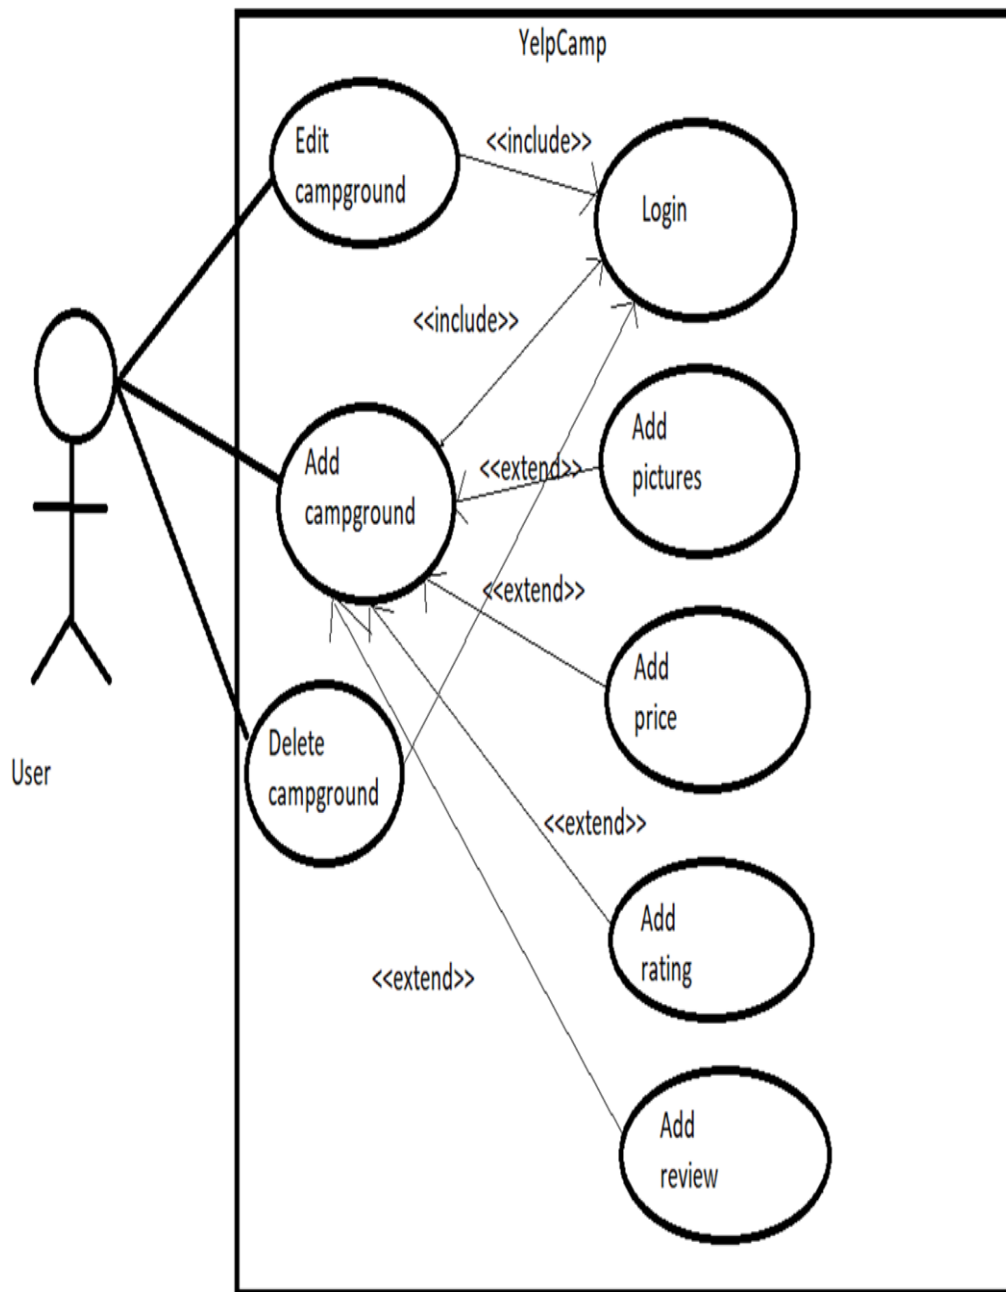 YelpCamp
Edit
campground
<<include>>
Login
<<include>>
Add
campground
<<extend>>
Add
pictures
<<extend>>
Add
price
User
Delete
campground
<<extend>>
Add
rating
<<extend>>
Add
review